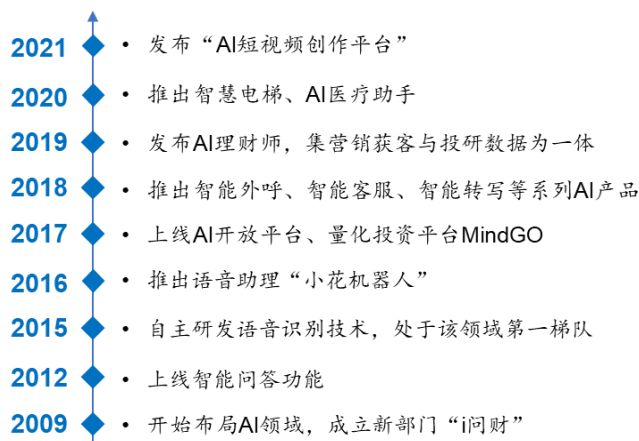 2021 • 发布“AI短视频创作平台”
2020 • 推出智慧电梯、AI医疗助手
2019 • 发布AI理财师，集营销获客与投研数据为一体
2018 • 推出智能外呼、智能客服、智能转写等系列AI产品
2017 • 上线AI开放平台、量化投资平台MindGO
2016 • 推出语音助理“小花机器人”
2015 • 自主研发语音识别技术，处于该领域第一梯队
2012 • 上线智能问答功能
2009 • 开始布局AI领域，成立新部门“i问财”